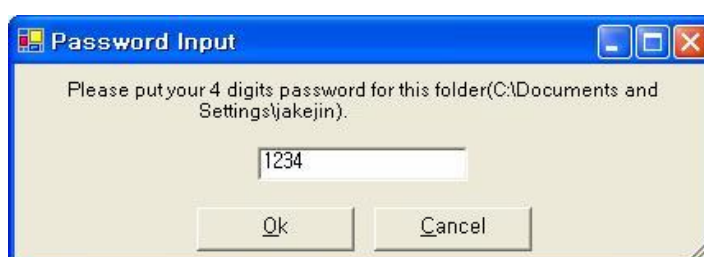 Password Input
Please put your 4 digits password for this folder(C:\Documents and
Settings\jakejin).
1234
Ok
Cancel